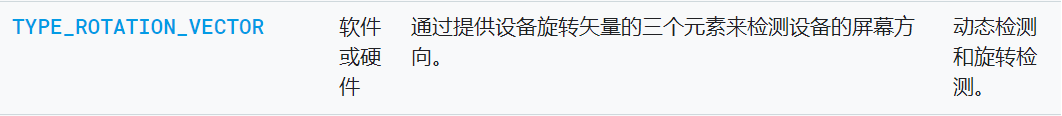 TYPE_ROTATION_VECTOR
软件
或硬
件
通过提供设备旋转矢量的三个元素来检测设备的屏幕方
向。
动态检测
和旋转检
测。